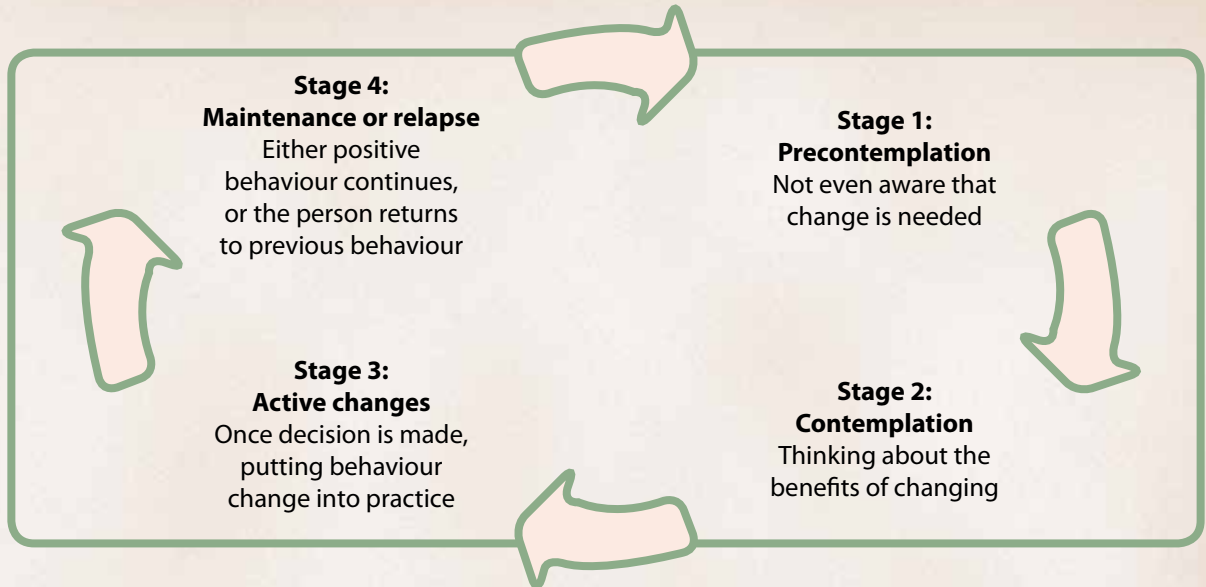 Stage 4:
Maintenance or relapse
Either positive
behaviour continues,
or the person returns
to previous behaviour
Stage 1:
Precontemplation
Not even aware that
change is needed
Stage 3:
Active changes
Once decision is made,
putting behaviour
change into practice
Stage 2:
Contemplation
Thinking about the
benefits of changing